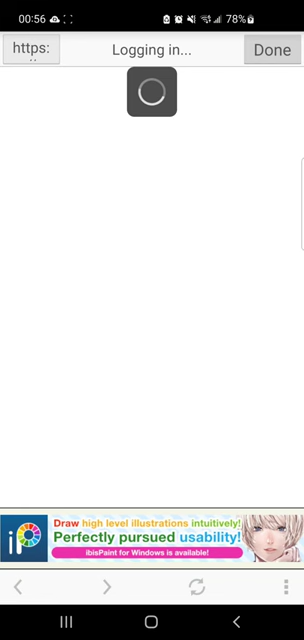 00:56 78%
https:
Logging in...
Done
iP
Draw high level illustrations intuitively!
Perfectly pursued usability!
ibisPaint for Windows is available!